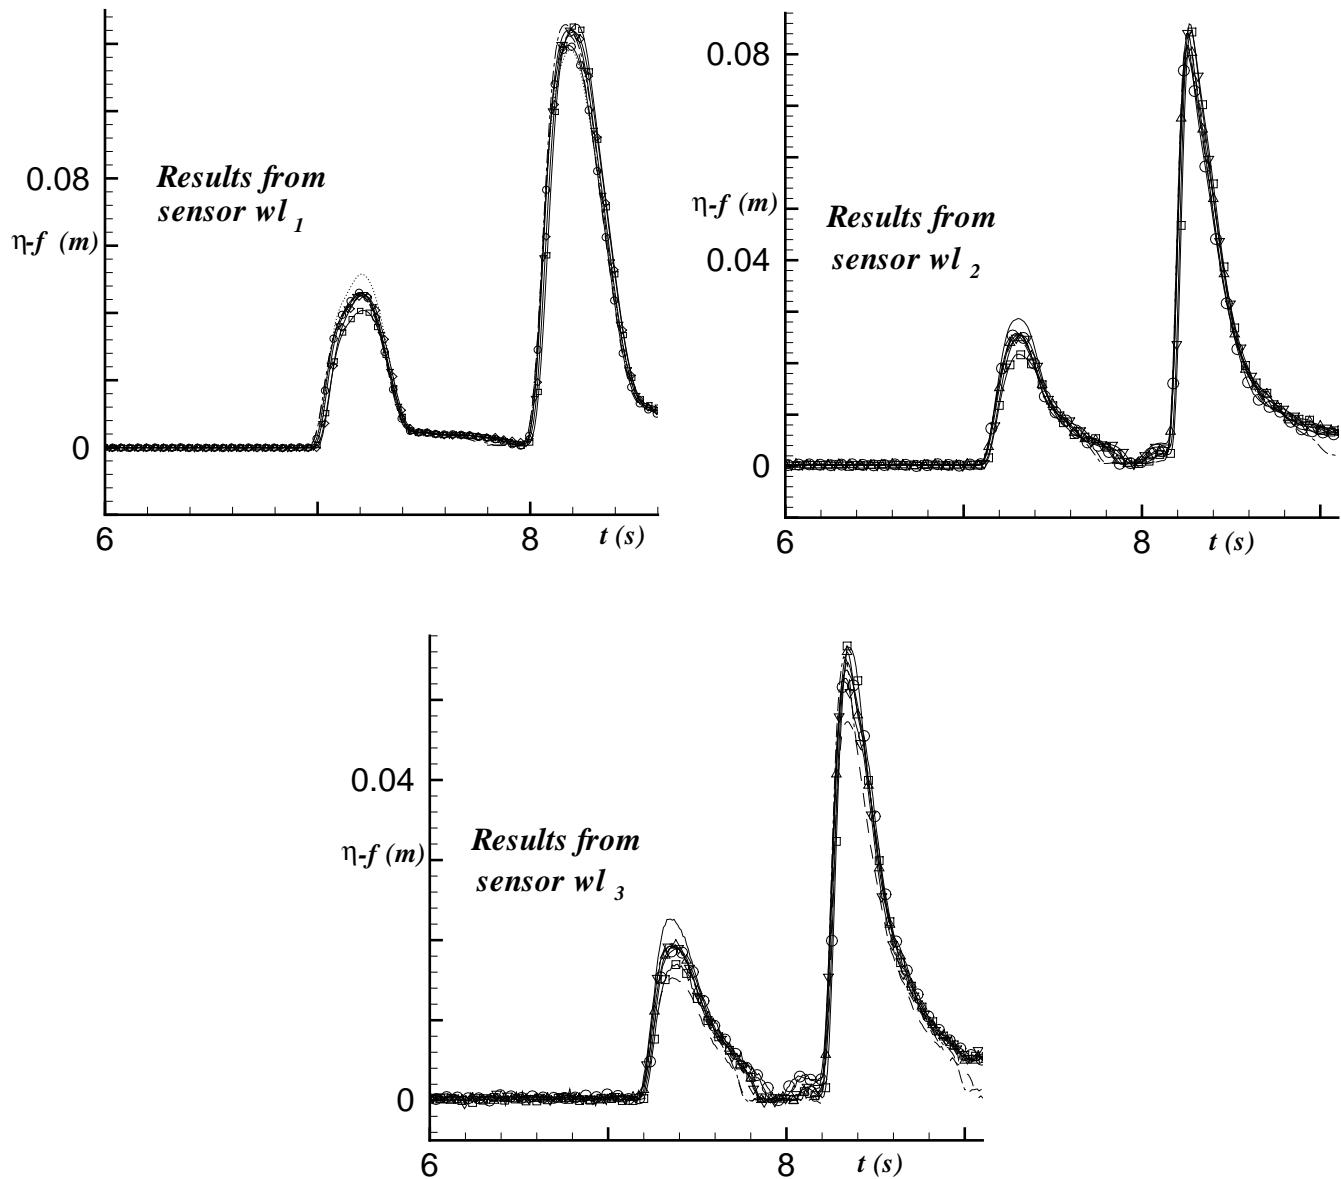 Results from
sensor wl 1
0.08
η-f (m)
0
6
8
t (s)
0.08
η-f (m)
Results from
sensor wl 2
0.04
0
6
8
t (s)
0.04
η-f (m)
Results from
sensor wl 3
0
6
8
t (s)